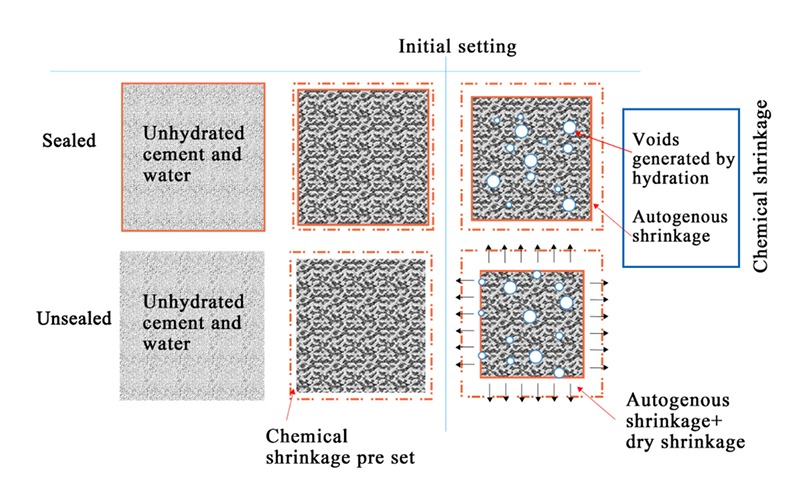 Initial setting
Sealed
Unhydrated
cement and
water
Voids
generated by
hydration
Autogenous
shrinkage
Chemical shrinkage
Unsealed
Unhydrated
cement and
water
Chemical
shrinkage pre set
Autogenous
shrinkage+
dry shrinkage